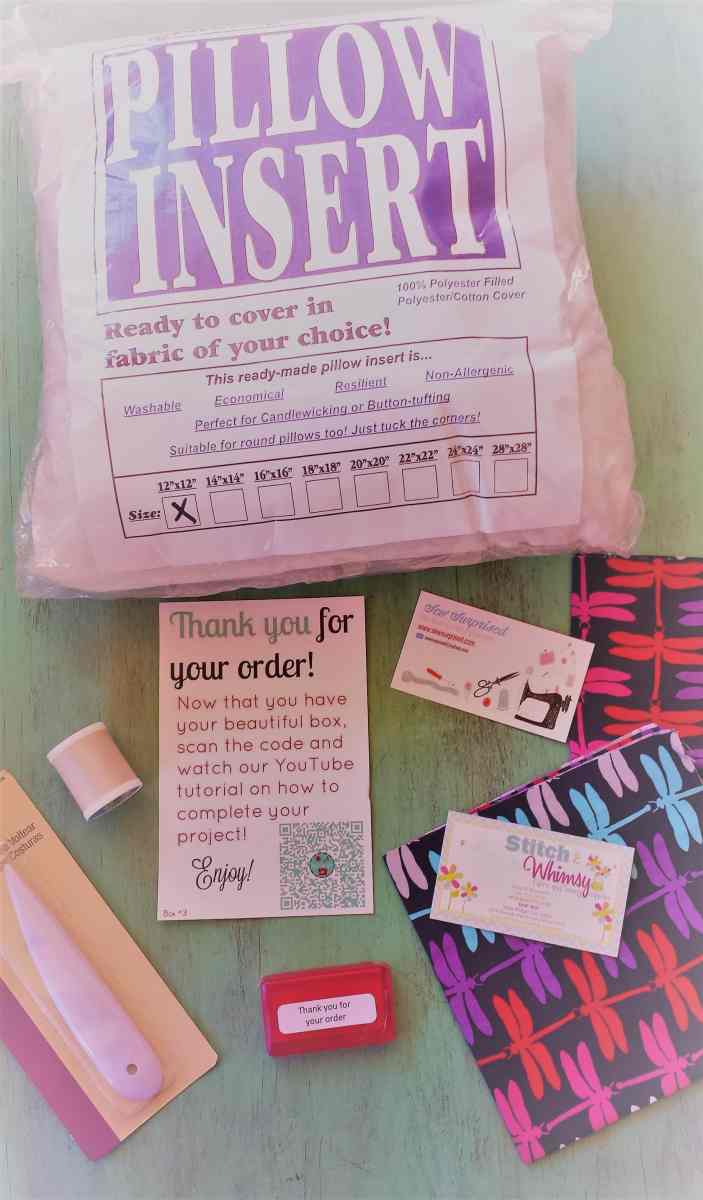 PILLOW
INSERT
100% Polyester Filled
Polyester/Cotton Cover
Ready to cover in
fabric of your choice!
This ready-made pillow insert is...
Washable Economical Resilient Non-Allergenic
Perfect for Candlewicking or Button-tufting
Suitable for round pillows too! Just tuck the corners!
12"x12" 14"x14" 16"x16" 18"x18" 20"x20" 22"x22" 24"x24" 28"x28"
Size: X
Thank you for
your order!
Now that you have
your beautiful box,
scan the code and
watch our YouTube
tutorial on how to
complete your
project!
Enjoy!
Box #3
Sew Surprised
www.sewsurprised.com
Stitch &
Whimsy
Mojar
Costuras
Thank you for
your order